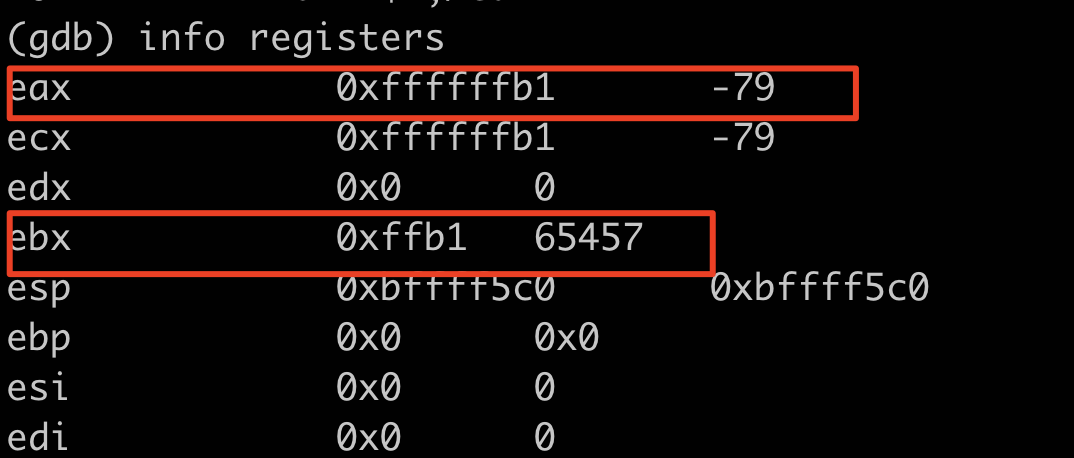 (gdb) info registers
eax 0xffffffb1 -79
ecx 0xffffffb1 -79
edx 0x0 0
ebx 0xffb1 65457
esp 0xbffff5c0 0xbffff5c0
ebp 0x0 0x0
esi 0x0 0
edi 0x0 0